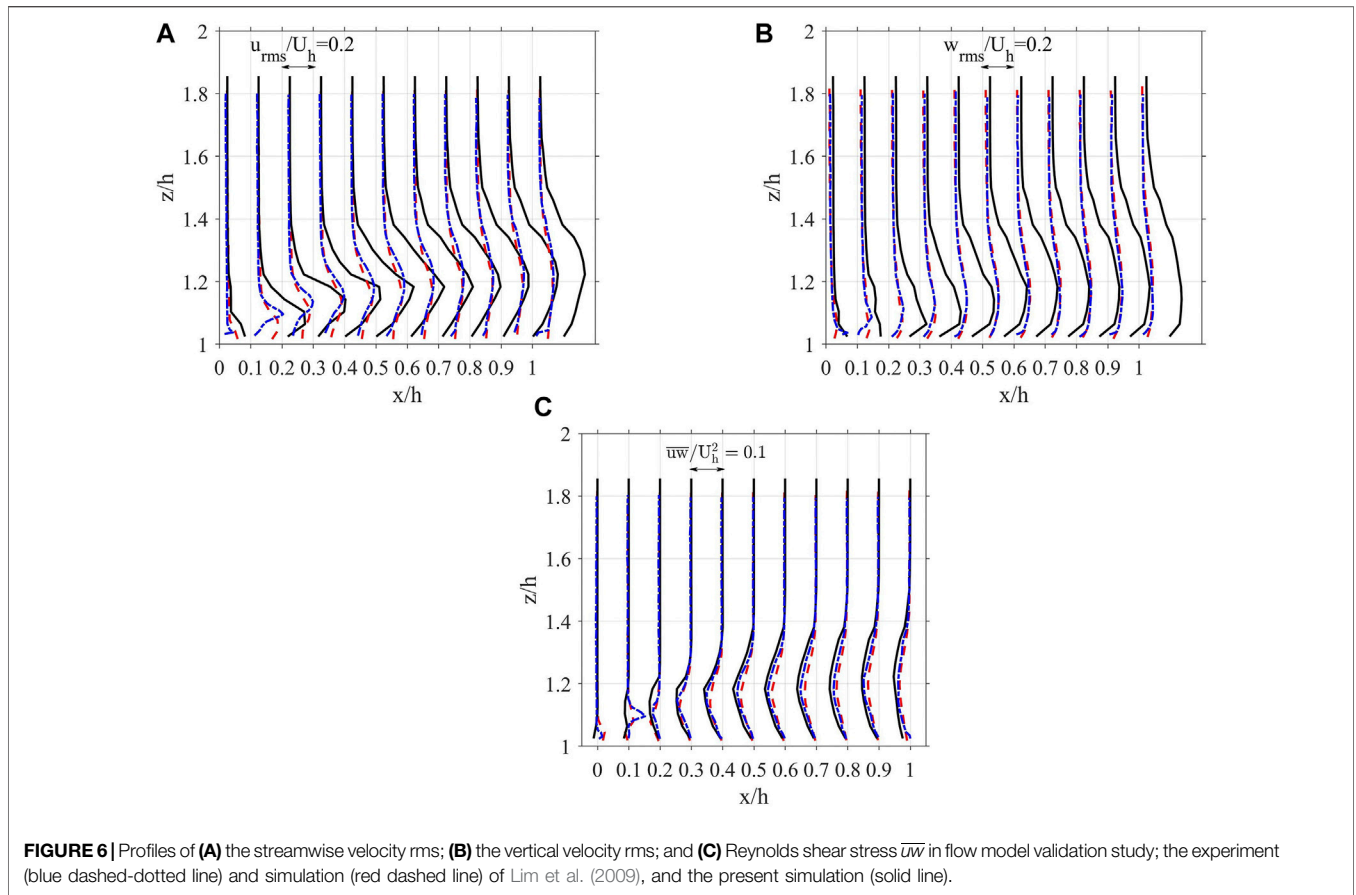 A
u_rms/U_h=0.2
2
1.8
1.6
1.4
1.2
1
z/h
0 0.1 0.2 0.3 0.4 0.5 0.6 0.7 0.8 0.9 1
x/h
B
w_rms/U_h=0.2
2
1.8
1.6
1.4
1.2
1
z/h
0 0.1 0.2 0.3 0.4 0.5 0.6 0.7 0.8 0.9 1
x/h
C
u̅w̅/U_h^2 = 0.1
2
1.8
1.6
1.4
1.2
1
z/h
0 0.1 0.2 0.3 0.4 0.5 0.6 0.7 0.8 0.9 1
x/h
FIGURE 6 | Profiles of (A) the streamwise velocity rms; (B) the vertical velocity rms; and (C) Reynolds shear stress u̅w̅ in flow model validation study; the experiment
(blue dashed-dotted line) and simulation (red dashed line) of Lim et al. (2009), and the present simulation (solid line).